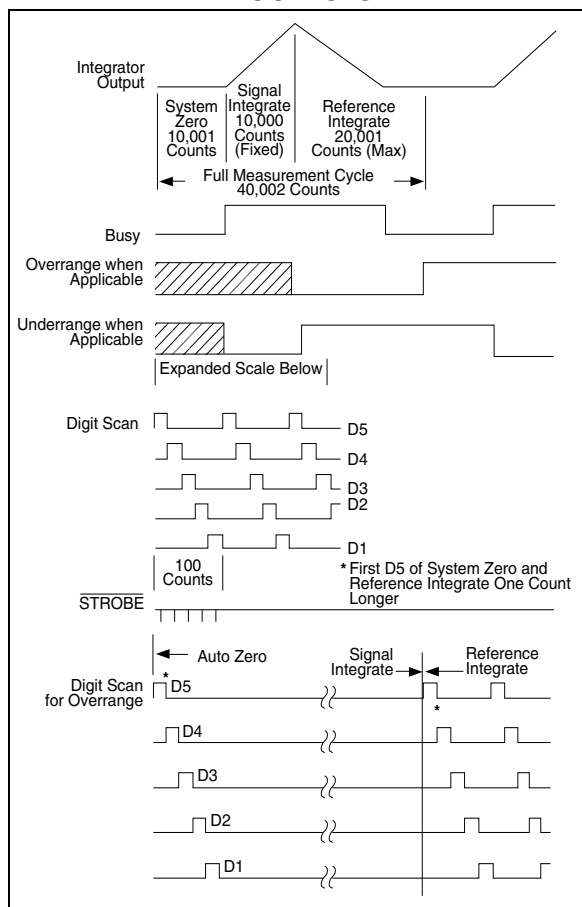 Integrator
Output
System
Zero
10,001
Counts
Signal
Integrate
10,000
Counts
(Fixed)
Reference
Integrate
20,001
Counts (Max)
Full Measurement Cycle
40,002 Counts
Busy
Overrange when
Applicable
Underrange when
Applicable
Expanded Scale Below
Digit Scan
D5
D4
D3
D2
D1
100
Counts
* First D5 of System Zero and
Reference Integrate One Count
Longer
STROBE
Auto Zero
Signal
Integrate
Reference
Integrate
Digit Scan
for Overrange
* D5
*
D4
D3
D2
D1